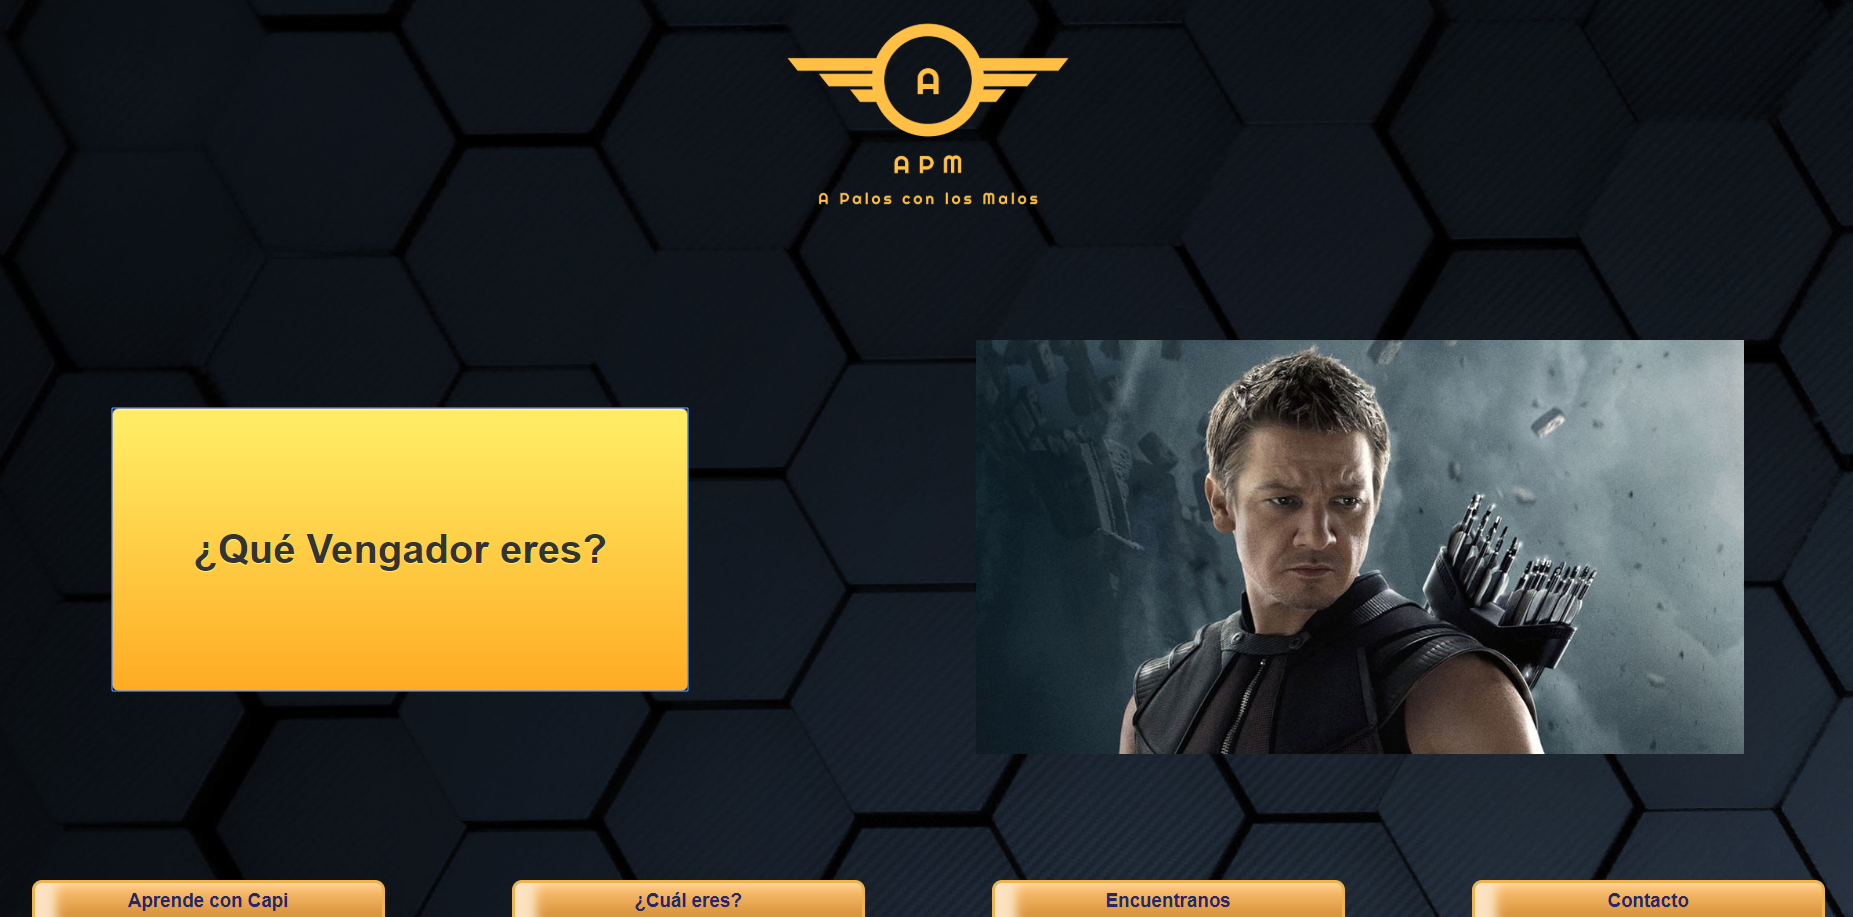 A
APM
A Palos con los Malos
¿Qué Vengador eres?
Aprende con Capi
¿Cuál eres?
Encuentranos
Contacto